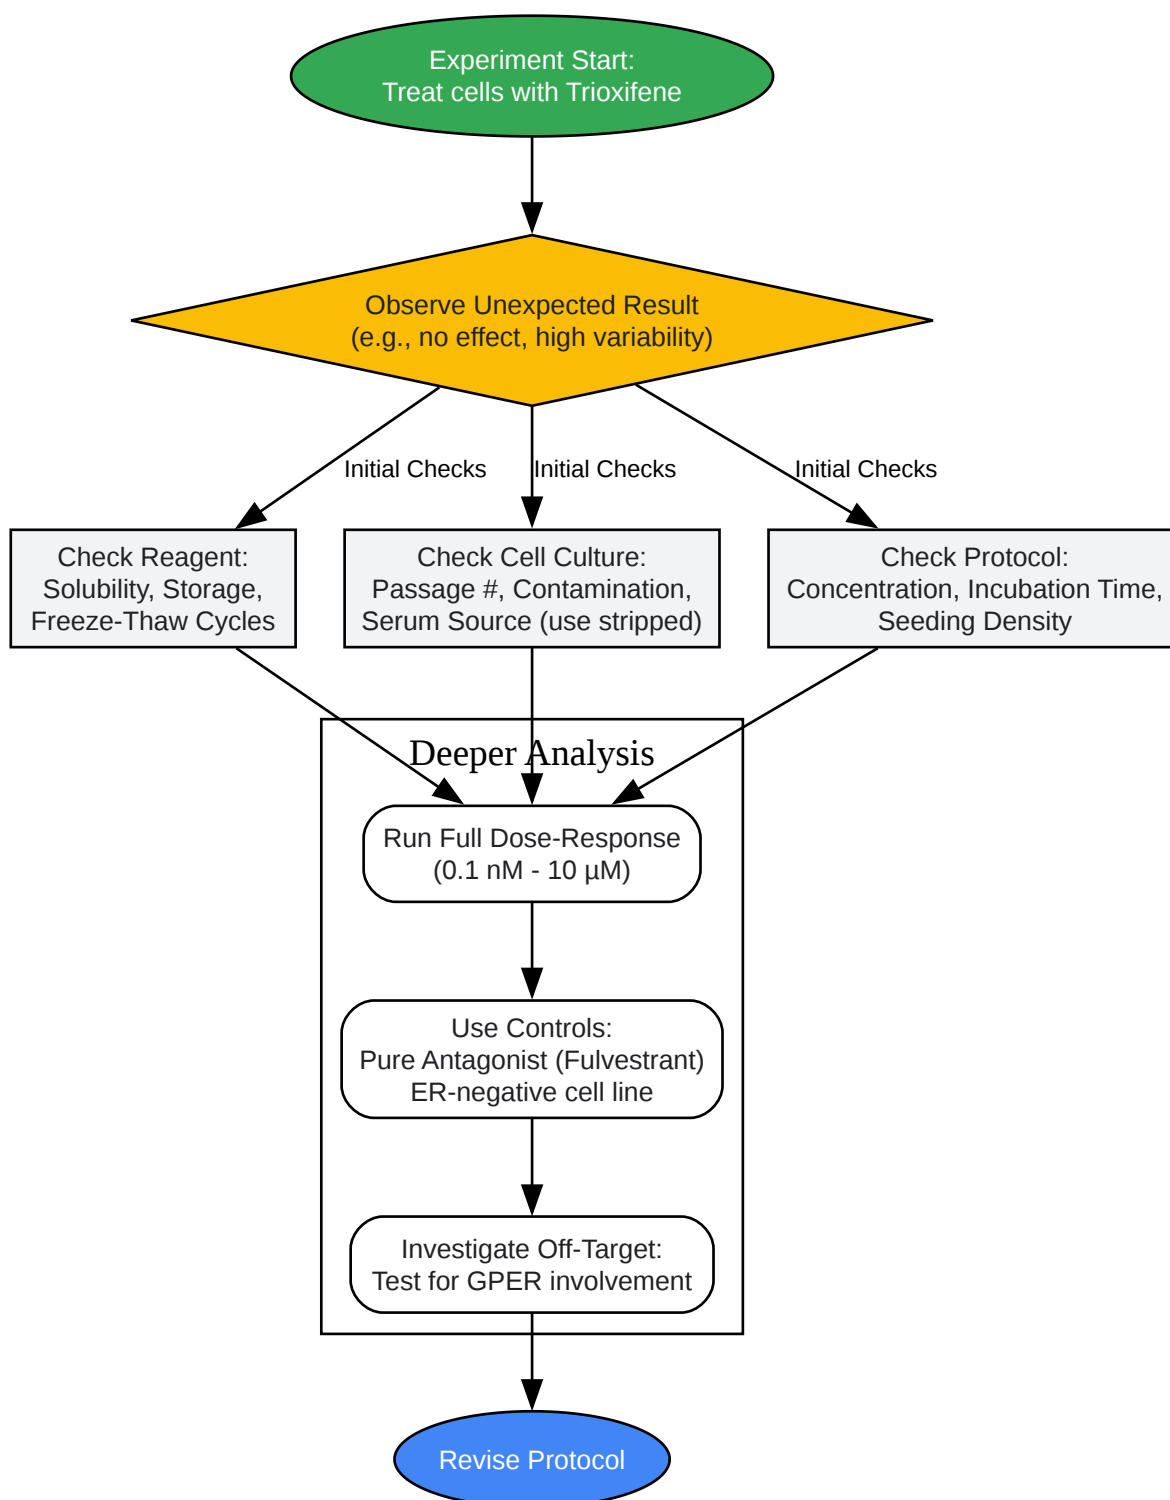 Experiment Start:
Treat cells with Trioxifene
Observe Unexpected Result
(e.g., no effect, high variability)
Initial Checks
Initial Checks
Initial Checks
Check Reagent:
Solubility, Storage,
Freeze-Thaw Cycles
Check Cell Culture:
Passage #, Contamination,
Serum Source (use stripped)
Check Protocol:
Concentration, Incubation Time,
Seeding Density
Deeper Analysis
Run Full Dose-Response
(0.1 nM - 10 µM)
Use Controls:
Pure Antagonist (Fulvestrant)
ER-negative cell line
Investigate Off-Target:
Test for GPER involvement
Revise Protocol